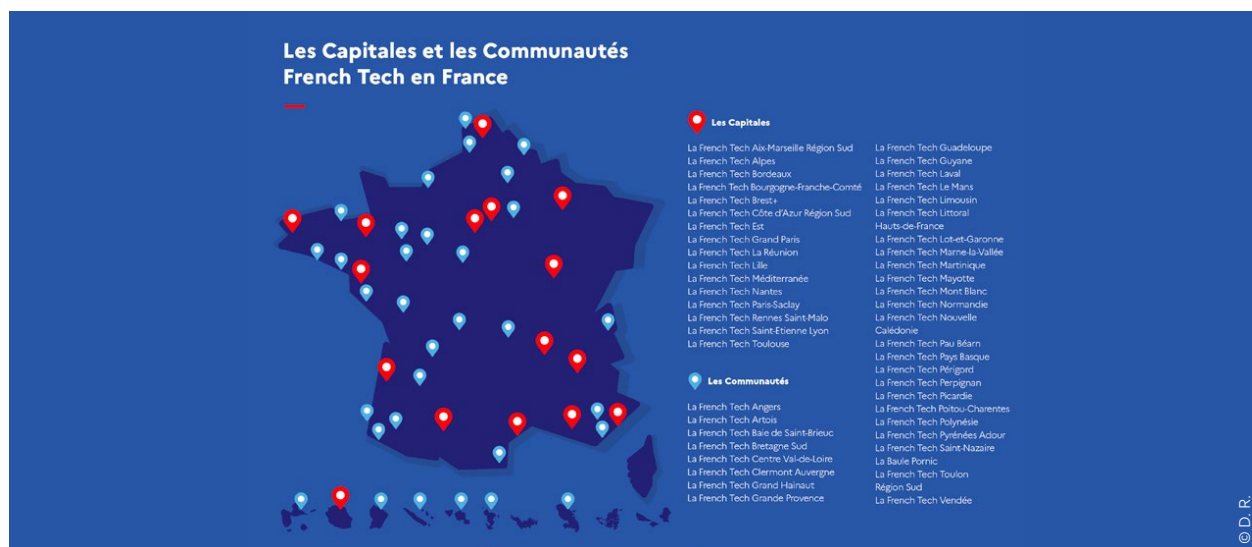 Les Capitales et les Communautés
French Tech en France
Les Capitales
La French Tech Aix-Marseille Région Sud
La French Tech Alpes
La French Tech Bordeaux
La French Tech Bourgogne-Franche-Comté
La French Tech Brest+
La French Tech Côte d'Azur Région Sud
La French Tech Est
La French Tech Grand Paris
La French Tech La Réunion
La French Tech Lille
La French Tech Méditerranée
La French Tech Nantes
La French Tech Paris-Saclay
La French Tech Rennes Saint-Malo
La French Tech Saint-Etienne Lyon
La French Tech Toulouse
Les Communautés
La French Tech Angers
La French Tech Artois
La French Tech Baie de Saint-Brieuc
La French Tech Bretagne Sud
La French Tech Centre Val-de-Loire
La French Tech Clermont Auvergne
La French Tech Grand Hainaut
La French Tech Grande Provence
La French Tech Guadeloupe
La French Tech Guyane
La French Tech Laval
La French Tech Le Mans
La French Tech Limousin
La French Tech Littoral
Hauts-de-France
La French Tech Lot-et-Garonne
La French Tech Marne-la-Vallée
La French Tech Martinique
La French Tech Mayotte
La French Tech Mont Blanc
La French Tech Normandie
La French Tech Nouvelle
Calédonie
La French Tech Pau Béarn
La French Tech Pays Basque
La French Tech Périgord
La French Tech Perpignan
La French Tech Picardie
La French Tech Poitou-Charentes
La French Tech Polynésie
La French Tech Pyrénées Adour
La French Tech Saint-Nazaire
La Baule Pornic
La French Tech Toulon
Région Sud
La French Tech Vendée
© D. R.